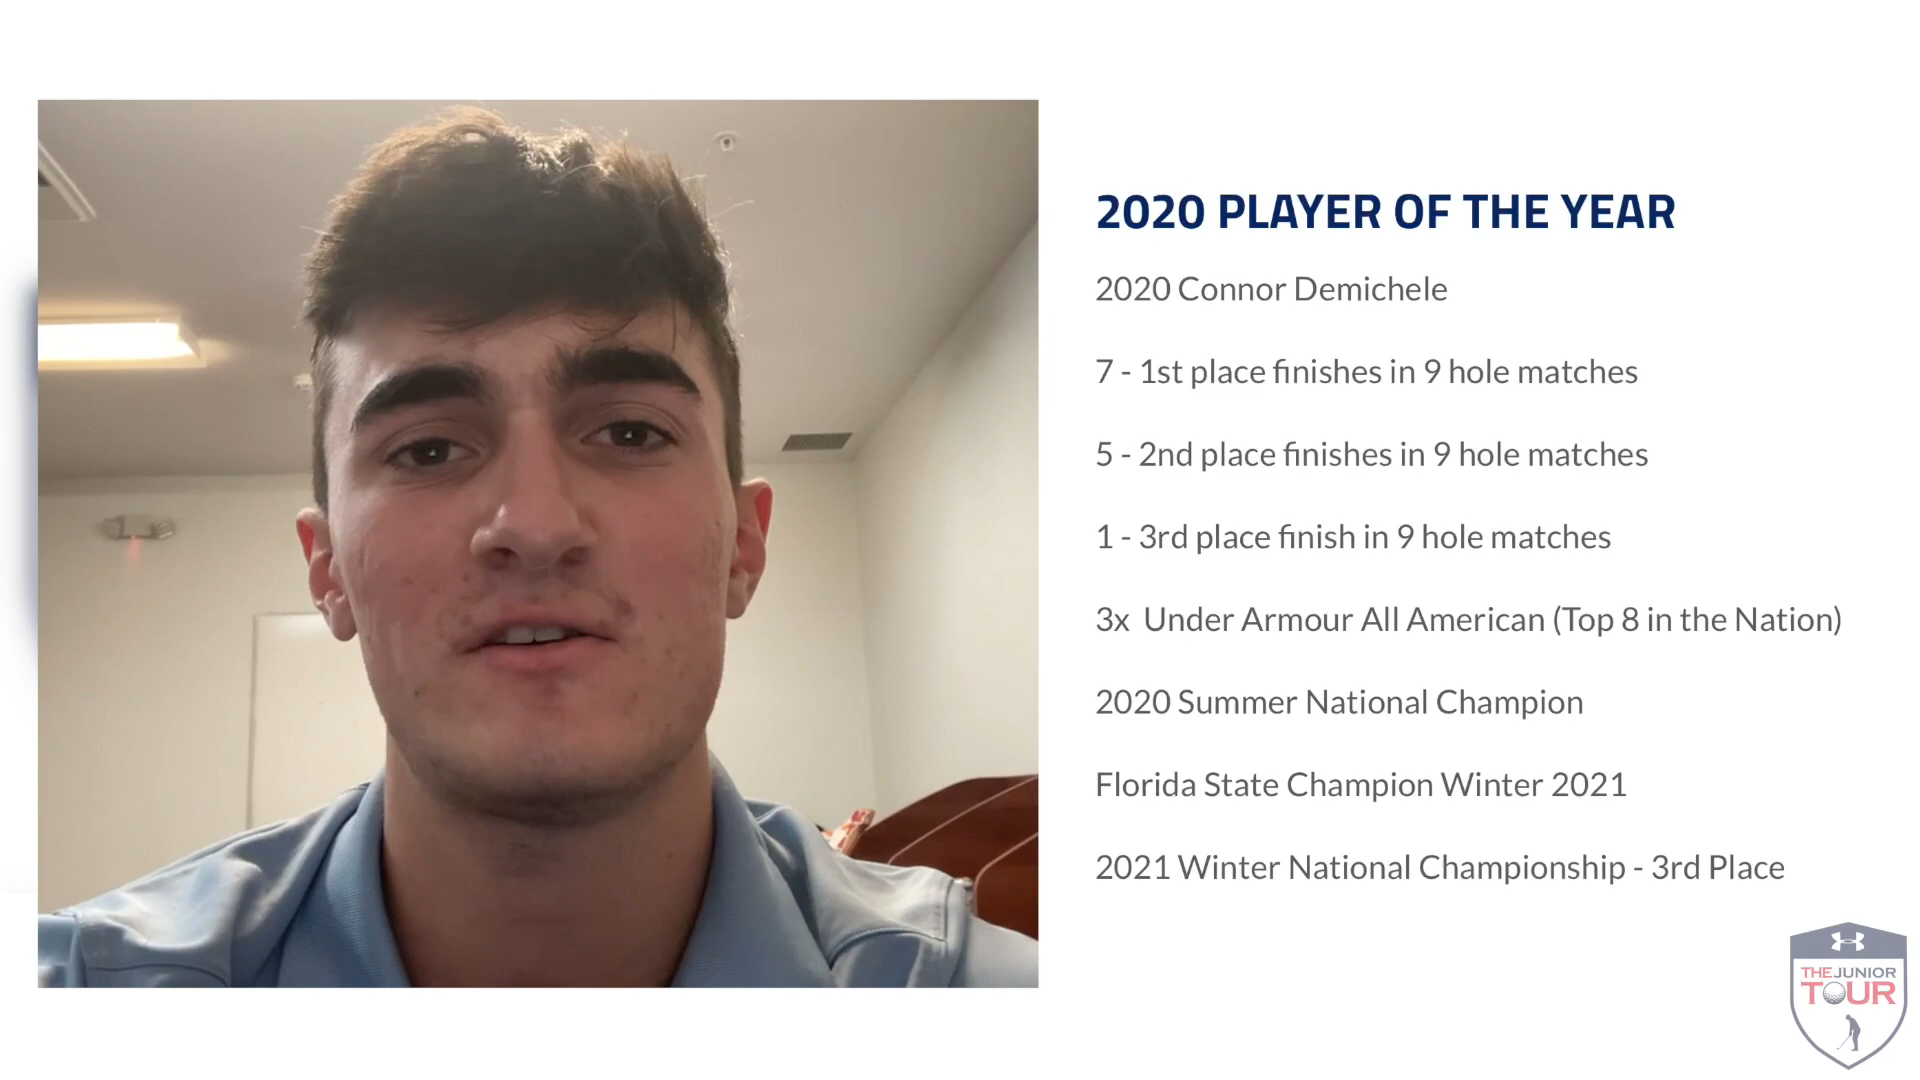 2020 PLAYER OF THE YEAR
2020 Connor Demichele
7 - 1st place finishes in 9 hole matches
5 - 2nd place finishes in 9 hole matches
1 - 3rd place finish in 9 hole matches
3x  Under Armour All American (Top 8 in the Nation)
2020 Summer National Champion
Florida State Champion Winter 2021
2021 Winter National Championship - 3rd Place
THE JUNIOR
TOUR